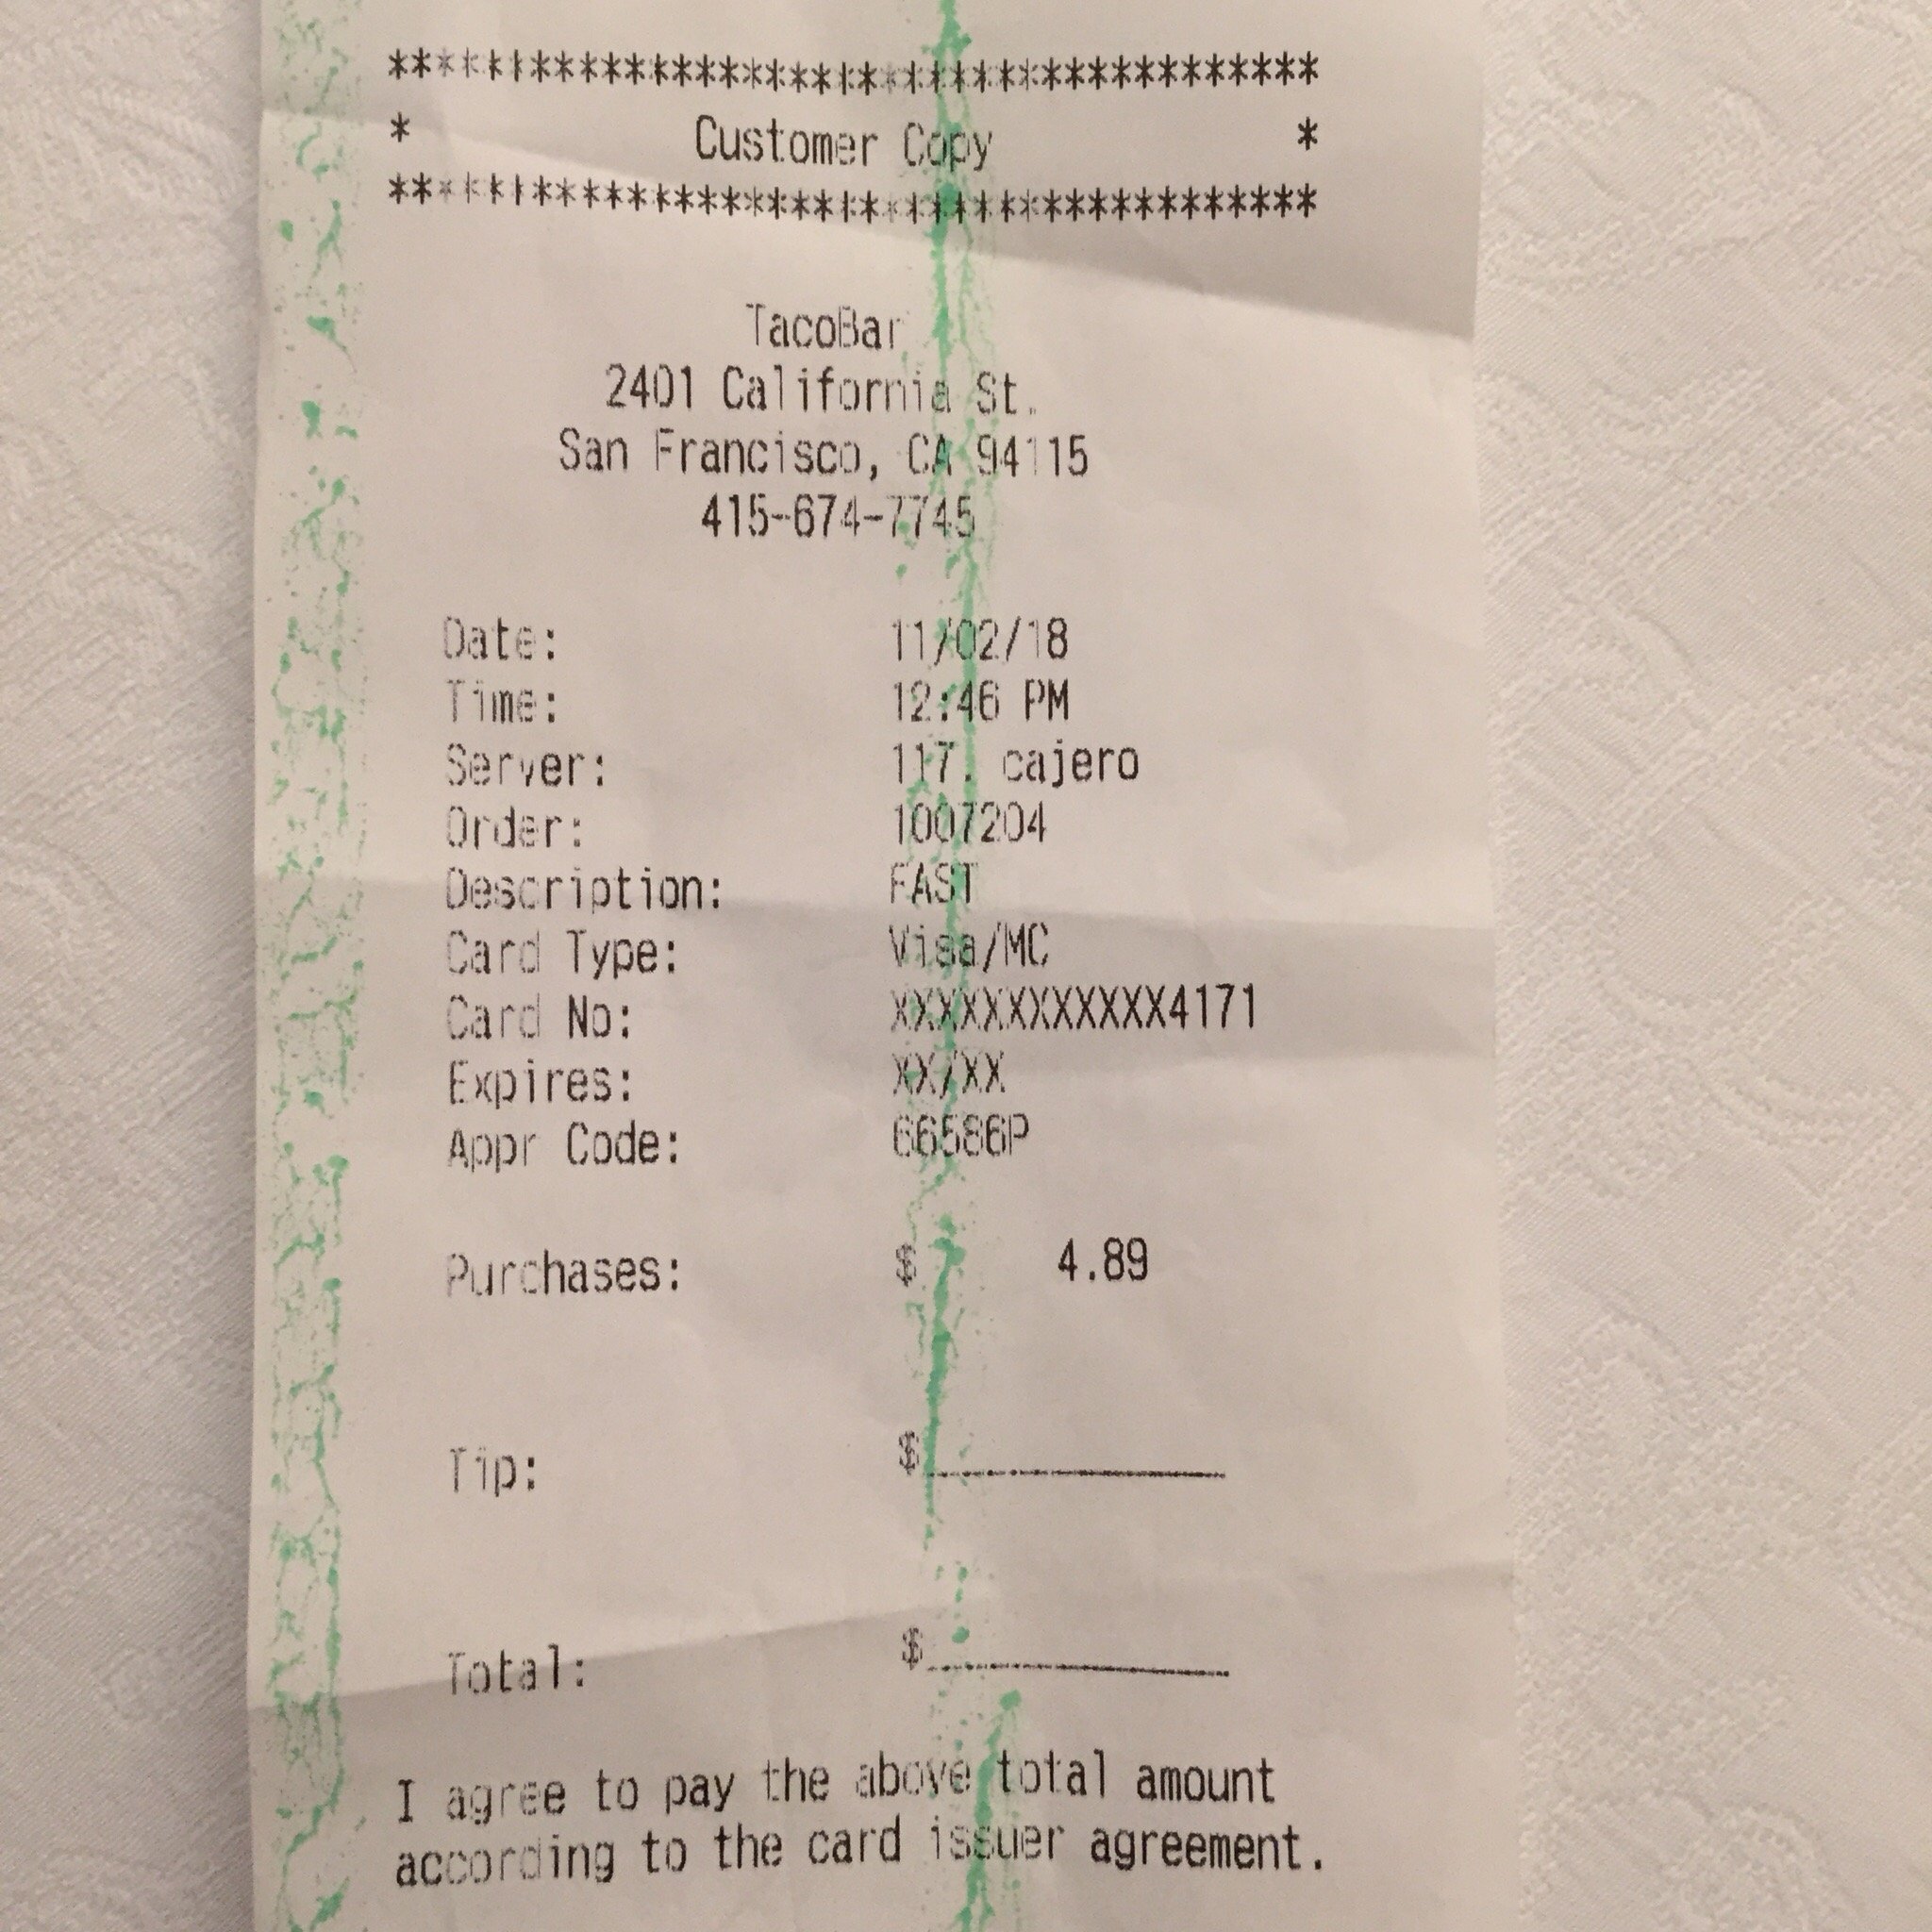 ***************************************
* Customer Copy *
***************************************
TacoBar
2401 California St.
San Francisco, CA 94115
415-674-7745
Date: 11/02/18
Time: 12:46 PM
Server: 117. cajero
Order: 1007204
Description: FAST
Card Type: Visa/MC
Card No: XXXXXXXXXXXX4171
Expires: XX/XX
Appr Code: 66586P
Purchases: $ 4.89
Tip: $____________
Total: $____________
I agree to pay the above total amount
according to the card issuer agreement.